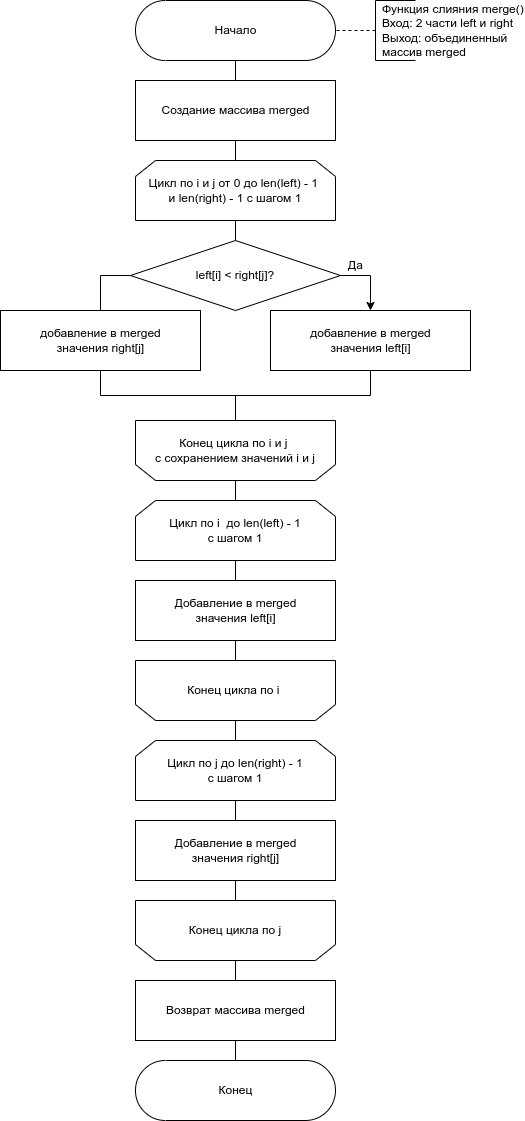 Начало
Функция слияния merge()
Вход: 2 части left и right
Выход: объединенный
массив merged
Создание массива merged
Цикл по i и j от 0 до len(left) - 1
и len(right) - 1 с шагом 1
left[i] < right[j]?
Да
добавление в merged
значения right[j]
добавление в merged
значения left[i]
Конец цикла по i и j
с сохранением значений i и j
Цикл по i  до len(left) - 1
с шагом 1
Добавление в merged
значения left[i]
Конец цикла по i
Цикл по j до len(right) - 1
с шагом 1
Добавление в merged
значения right[j]
Конец цикла по j
Возврат массива merged
Конец